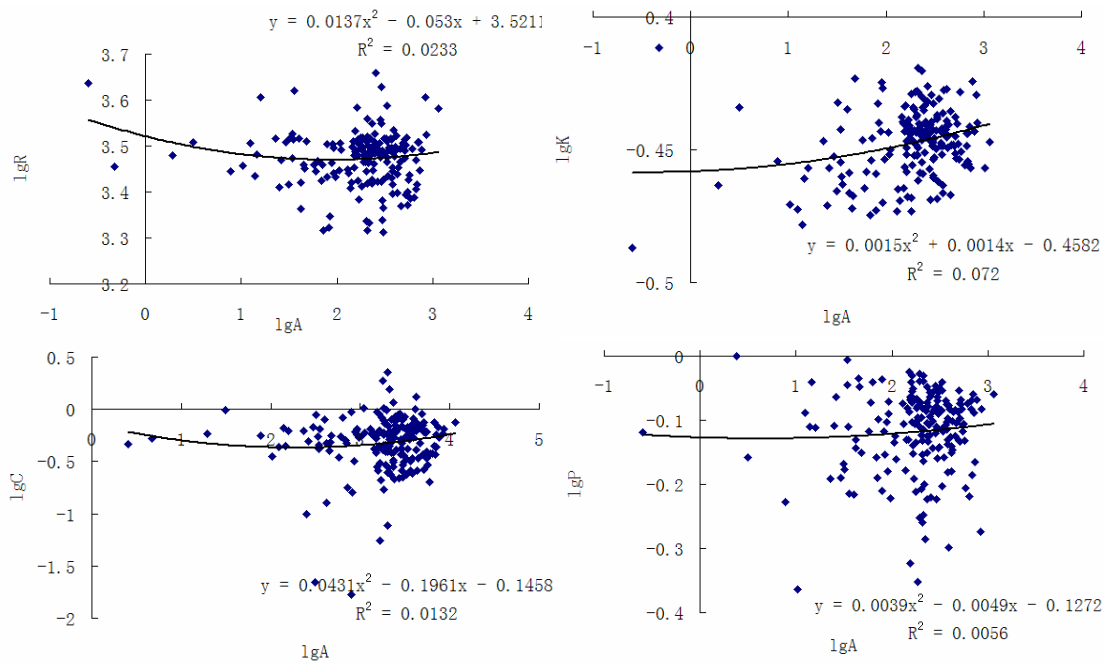 y = 0.0137x² − 0.053x + 3.5211
R² = 0.0233
3.7
3.6
3.5
3.4
3.3
3.2
lgR
-1 0 1 2 3 4
lgA
0.4
-1 0 1 2 3 4
-0.45
-0.5
lgK
y = 0.0015x² + 0.0014x − 0.4582
R² = 0.072
lgA
0.5
0
-0.5
-1
-1.5
-2
lgC
0 1 2 3 4 5
y = 0.0431x² − 0.1961x − 0.1458
R² = 0.0132
lgA
0
-1 0 1 2 3 4
-0.1
-0.2
-0.3
-0.4
lgP
y = 0.0039x² − 0.0049x − 0.1272
R² = 0.0056
lgA